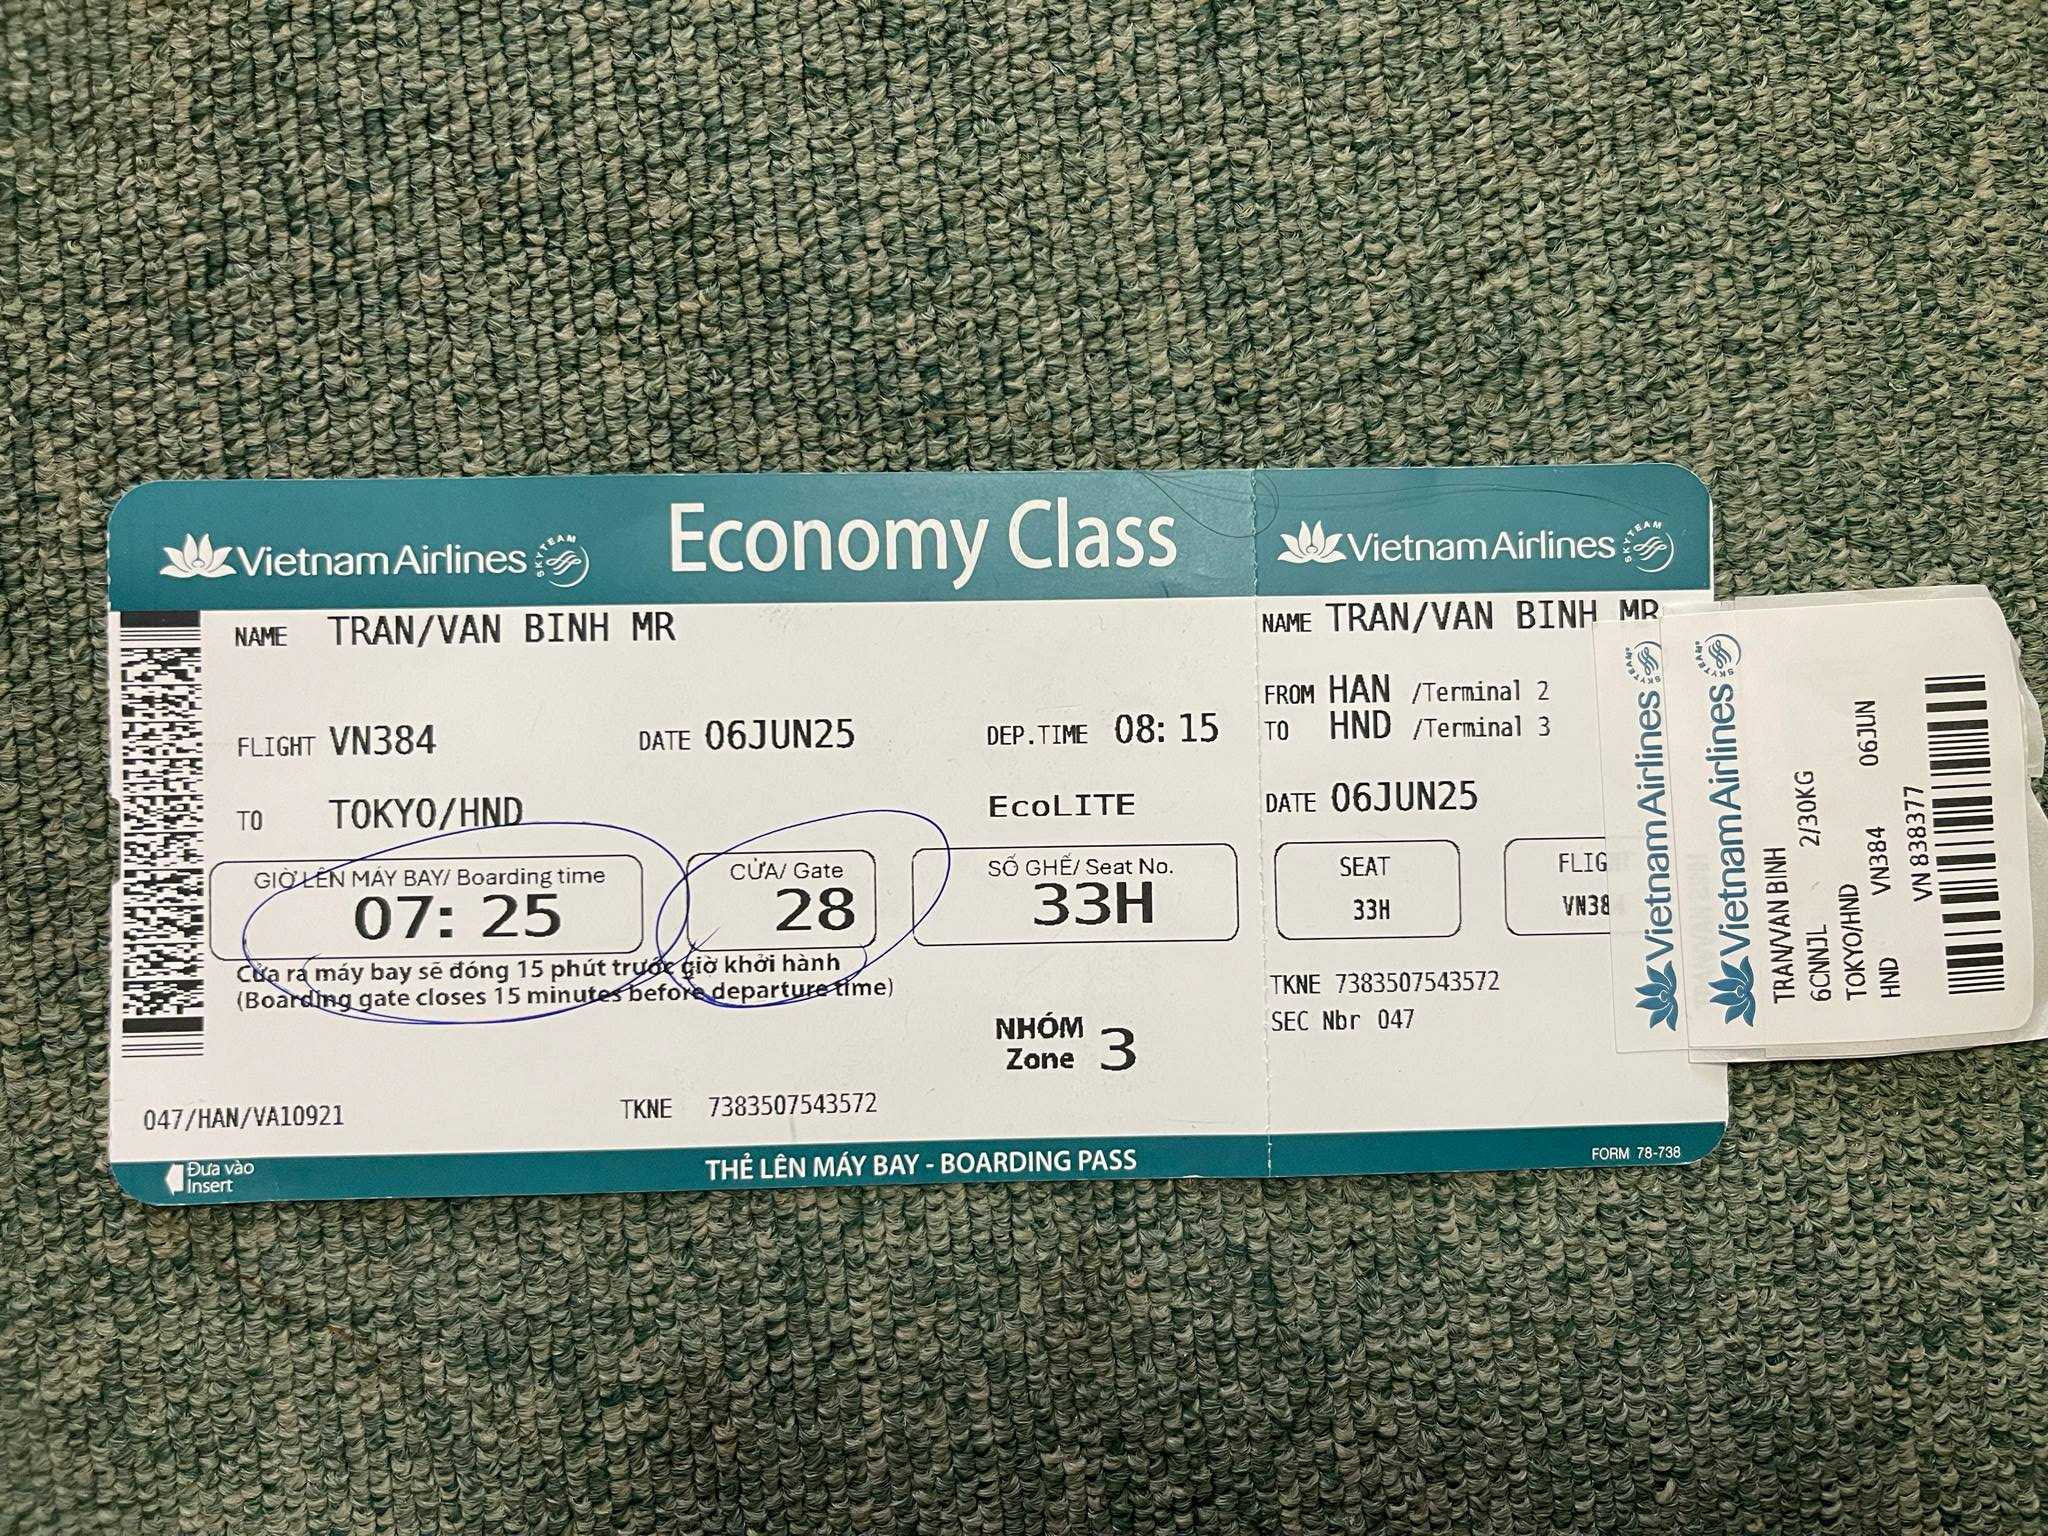 Vietnam Airlines SKYTEAM Economy Class
NAME TRAN/VAN BINH MR
FLIGHT VN384 DATE 06JUN25 DEP.TIME 08: 15
TO TOKYO/HND EcoLITE
GIỜ LÊN MÁY BAY/ Boarding time CỬA/ Gate SỐ GHẾ/ Seat No.
07: 25 28 33H
Cửa ra máy bay sẽ đóng 15 phút trước giờ khởi hành
(Boarding gate closes 15 minutes before departure time)
NHÓM
Zone 3
047/HAN/VA10921 TKNE 7383507543572
Đưa vào
Insert
THẺ LÊN MÁY BAY - BOARDING PASS
Vietnam Airlines SKYTEAM
NAME TRAN/VAN BINH MR
FROM HAN /Terminal 2
TO HND /Terminal 3
DATE 06JUN25
SEAT FLIG
33H VN38
TKNE 7383507543572
SEC Nbr 047
FORM 78-738
Vietnam Airlines SKYTEAM
Vietnam Airlines SKYTEAM
TRAN/VAN BINH
6CNNJL 2/30KG
TOKYO/HND
HND VN384 06JUN
VN 838377